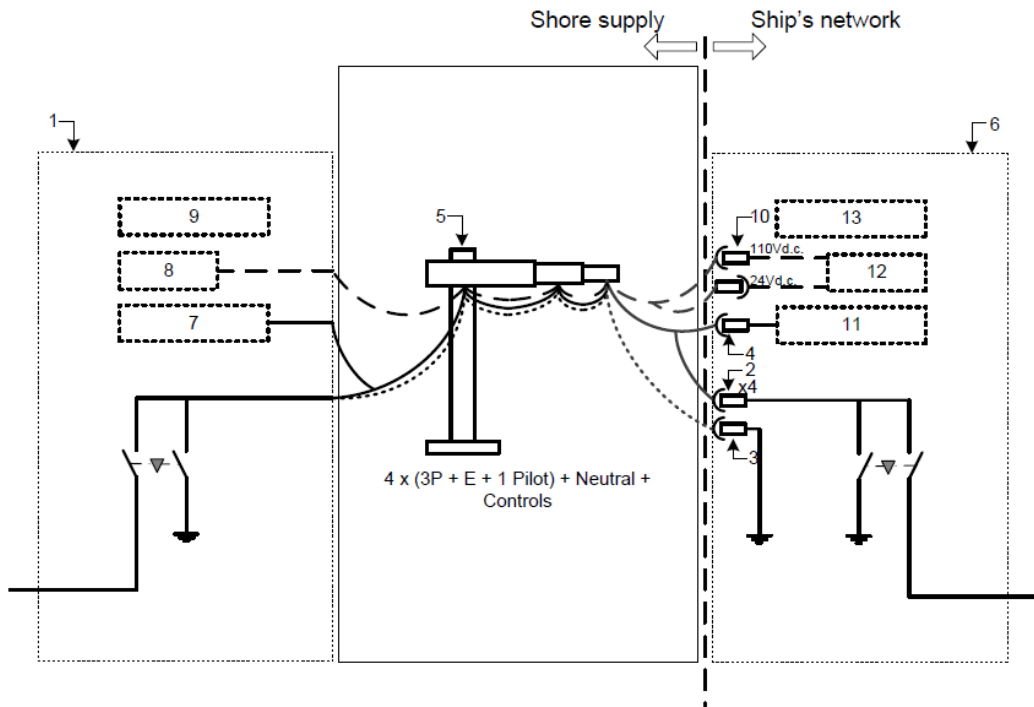 Shore supply
Ship's network
1
6
5
10
9
13
110Vd.c.
8
12
24Vd.c.
7
11
4
2
x4
3
4 x (3P + E + 1 Pilot) + Neutral +
Controls